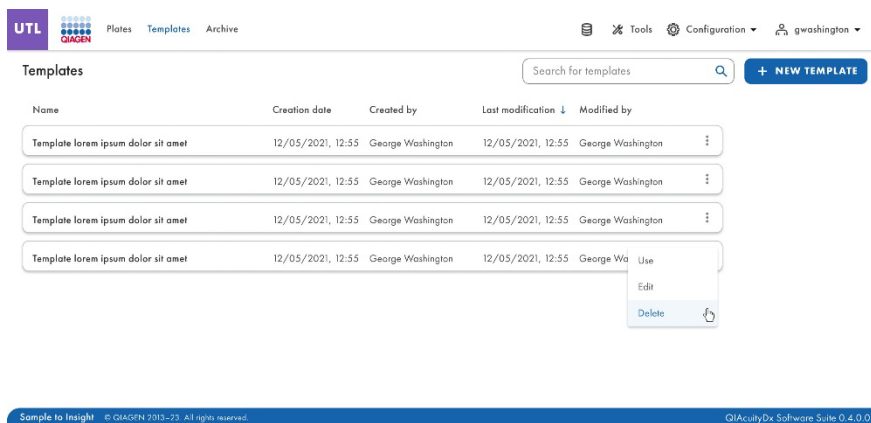 UTL QIAGEN Plates Templates Archive Tools Configuration gwashington
Templates Search for templates + NEW TEMPLATE
Name Creation date Created by Last modification ↓ Modified by
Template lorem ipsum dolor sit amet 12/05/2021, 12:55 George Washington 12/05/2021, 12:55 George Washington
Template lorem ipsum dolor sit amet 12/05/2021, 12:55 George Washington 12/05/2021, 12:55 George Washington
Template lorem ipsum dolor sit amet 12/05/2021, 12:55 George Washington 12/05/2021, 12:55 George Washington
Template lorem ipsum dolor sit amet 12/05/2021, 12:55 George Washington 12/05/2021, 12:55 George Wa
Use
Edit
Delete
Sample to Insight © QIAGEN 2013–23. All rights reserved. QIAcuityDx Software Suite 0.4.0.0